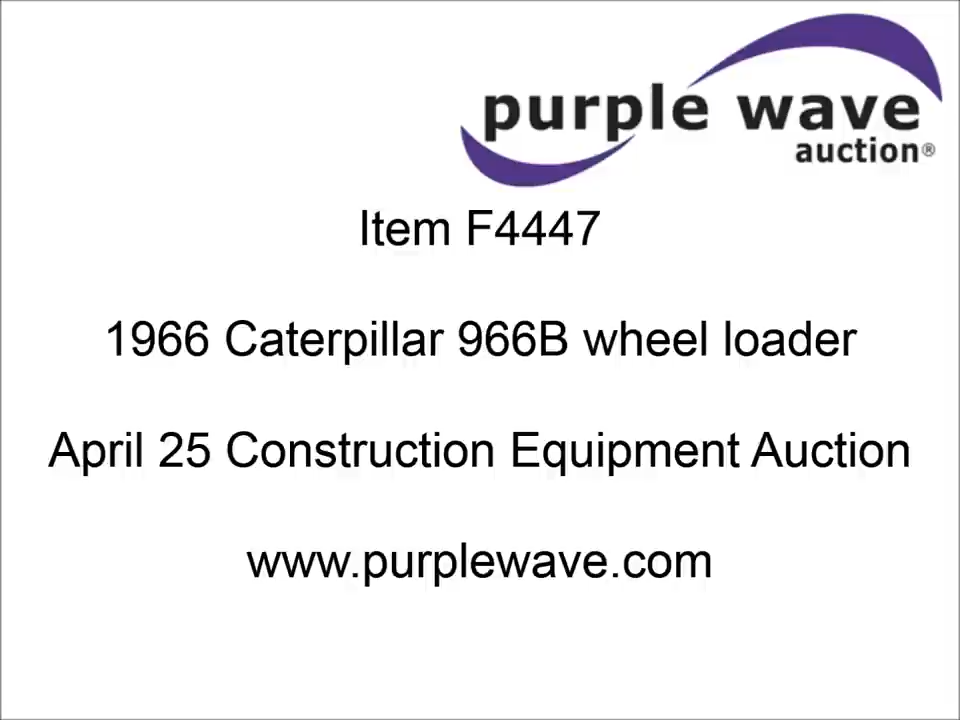 purple wave
auction®
Item F4447
1966 Caterpillar 966B wheel loader
April 25 Construction Equipment Auction
www.purplewave.com